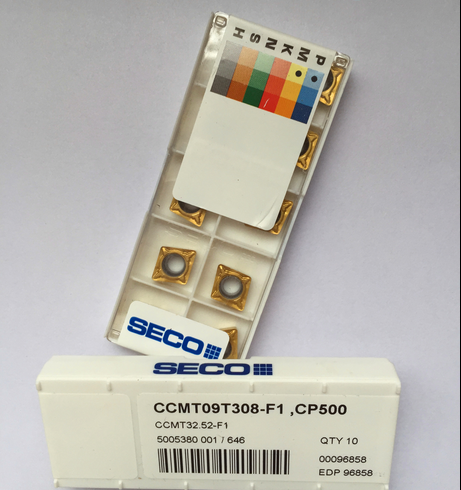 P M K N S H
SECO
SECO
CCMT09T308-F1 ,CP500
CCMT32.52-F1
5005380 001 / 646
QTY 10
00096858
EDP 96858